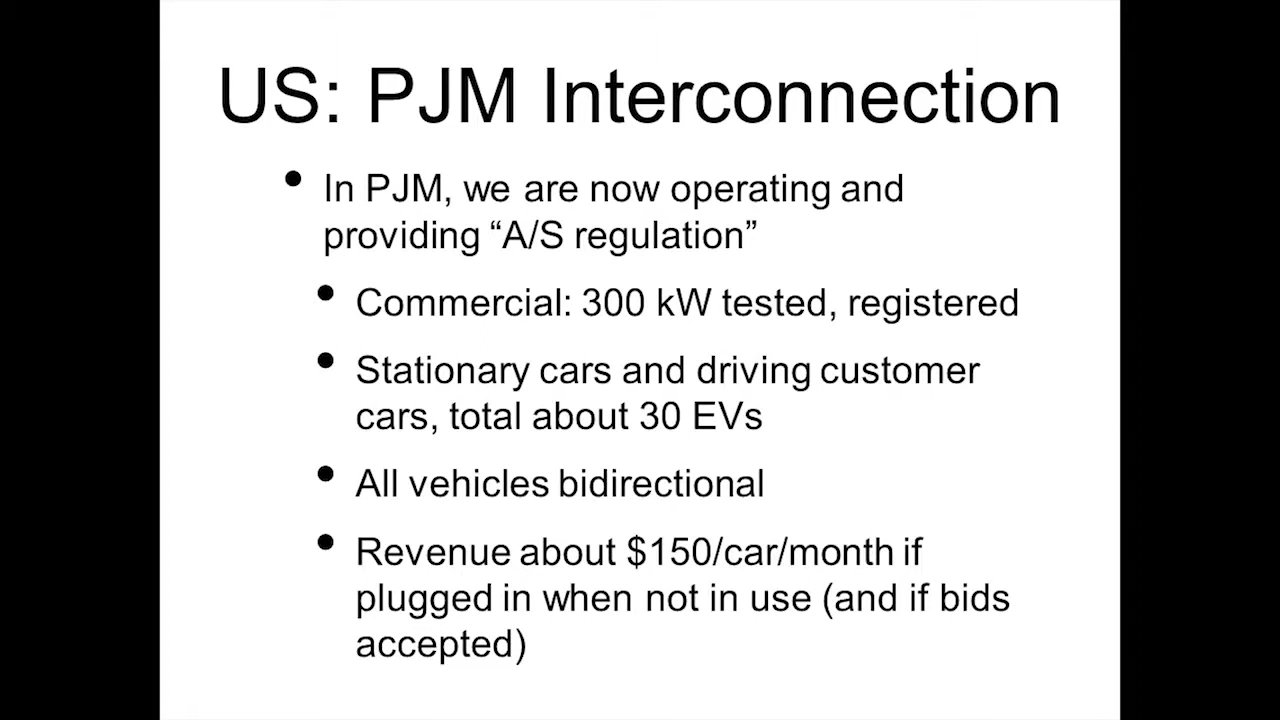 US: PJM Interconnection
• In PJM, we are now operating and
providing “A/S regulation”
• Commercial: 300 kW tested, registered
• Stationary cars and driving customer
cars, total about 30 EVs
• All vehicles bidirectional
• Revenue about $150/car/month if
plugged in when not in use (and if bids
accepted)